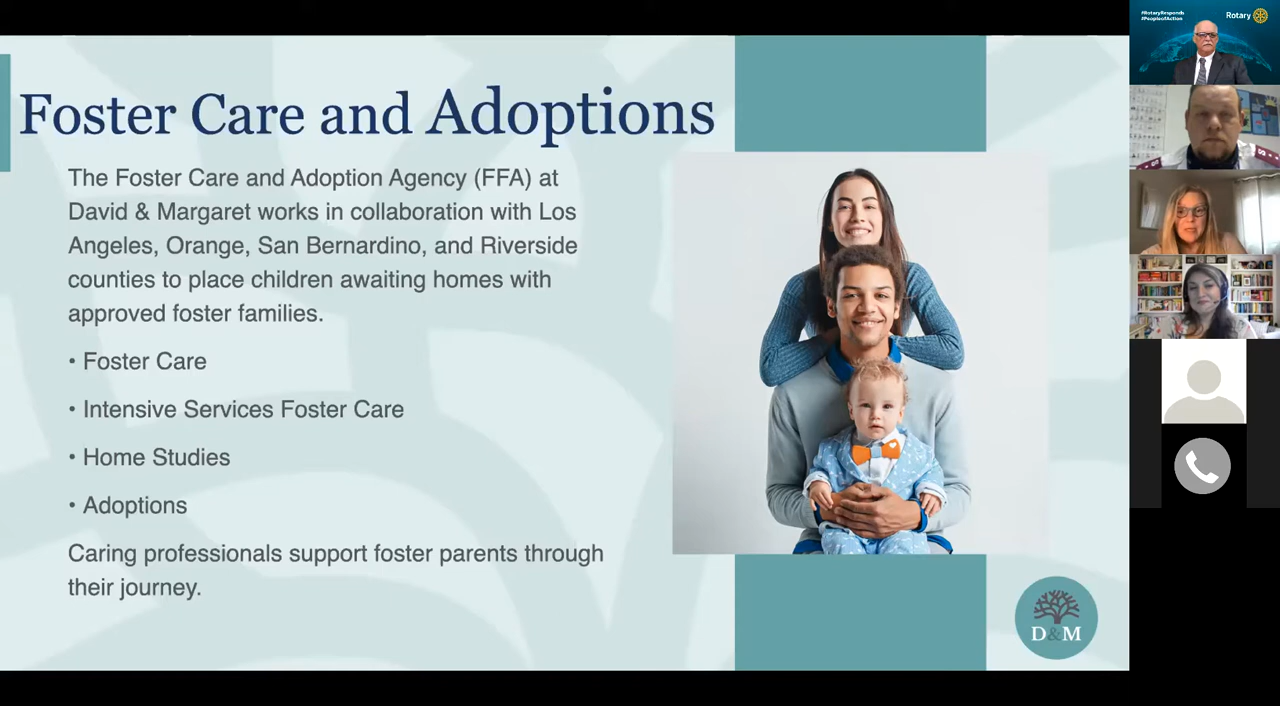 Foster Care and Adoptions
The Foster Care and Adoption Agency (FFA) at
David & Margaret works in collaboration with Los
Angeles, Orange, San Bernardino, and Riverside
counties to place children awaiting homes with
approved foster families.
• Foster Care
• Intensive Services Foster Care
• Home Studies
• Adoptions
Caring professionals support foster parents through
their journey.
D&M
#RotaryResponds
#PeopleofAction
Rotary